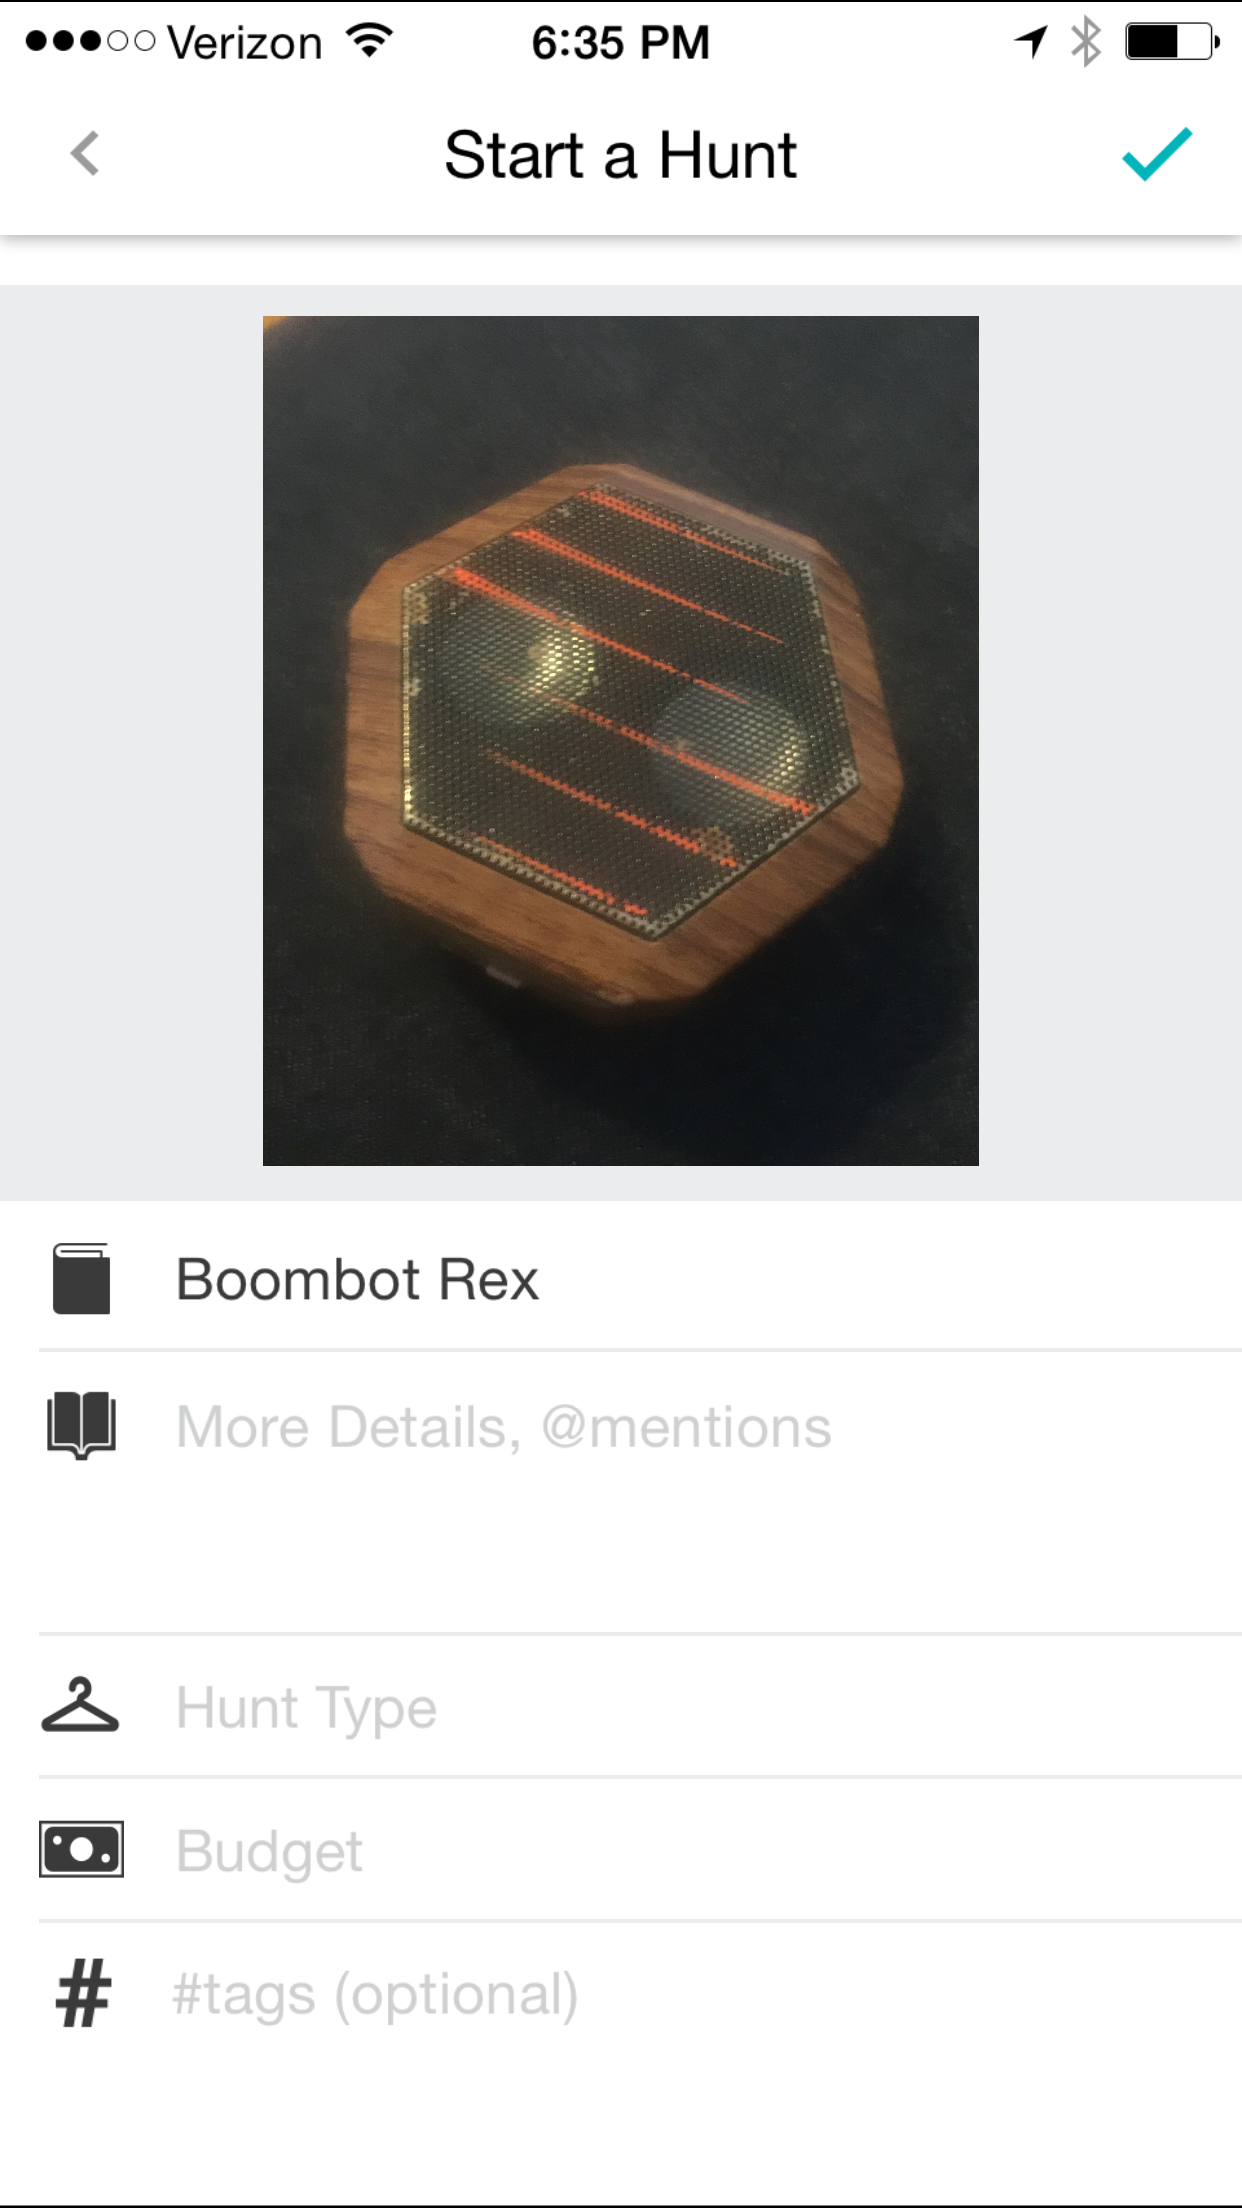 Verizon 6:35 PM
Start a Hunt
Boombot Rex
More Details, @mentions
Hunt Type
Budget
#tags (optional)